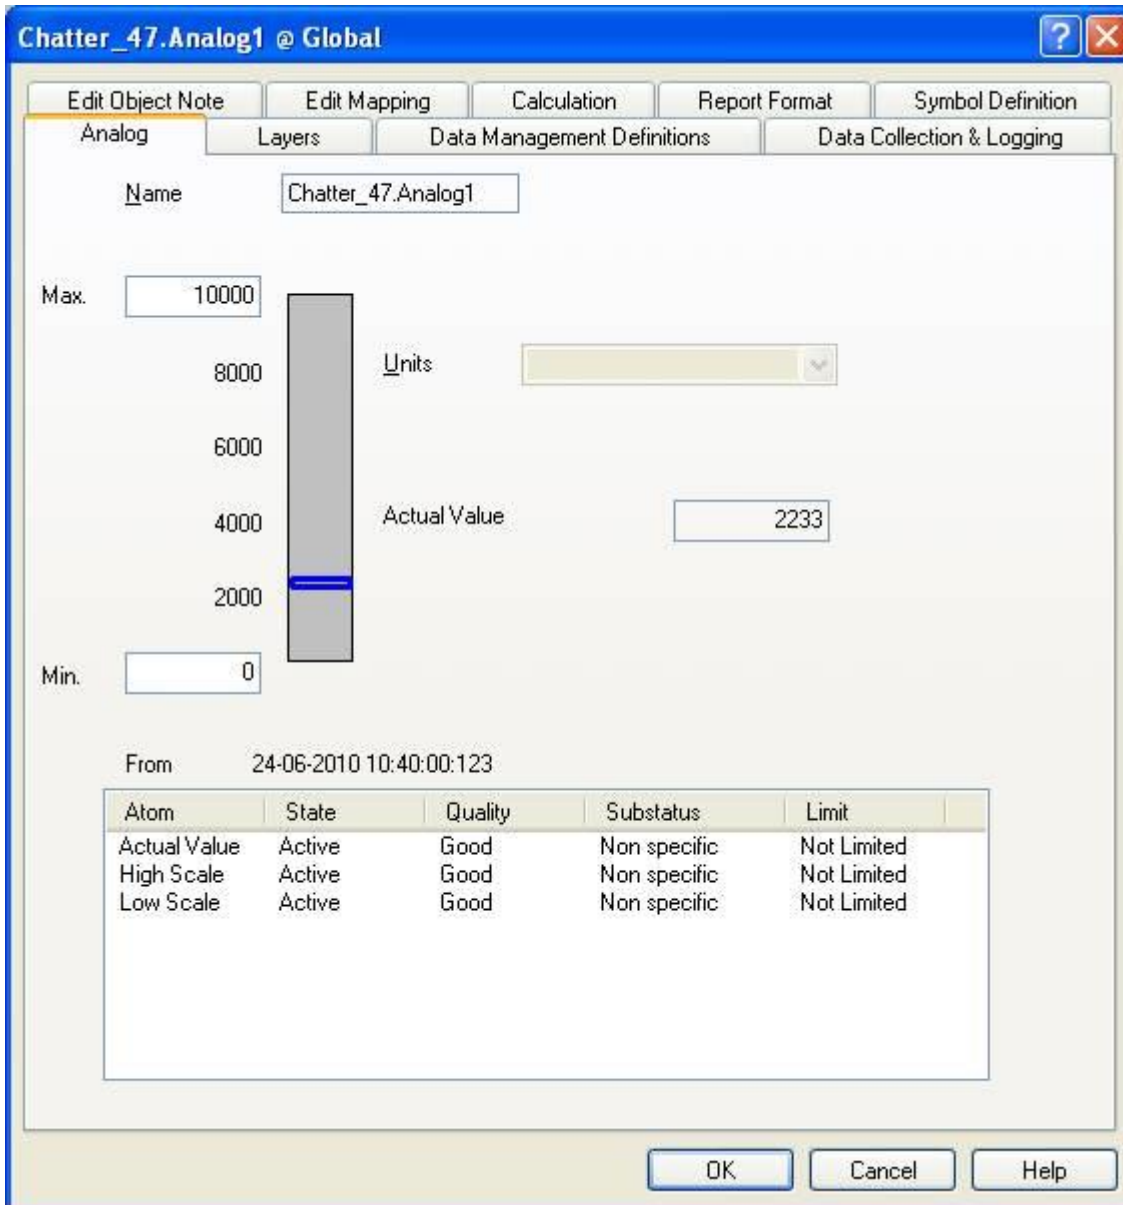 Chatter_47.Analog1 @ Global
Edit Object Note Edit Mapping Calculation Report Format Symbol Definition
Analog Layers Data Management Definitions Data Collection & Logging
Name Chatter_47.Analog1
Max. 10000
8000 Units
6000
4000 Actual Value 2233
2000
Min. 0
From 24-06-2010 10:40:00:123
Atom State Quality Substatus Limit
Actual Value Active Good Non specific Not Limited
High Scale Active Good Non specific Not Limited
Low Scale Active Good Non specific Not Limited
OK Cancel Help